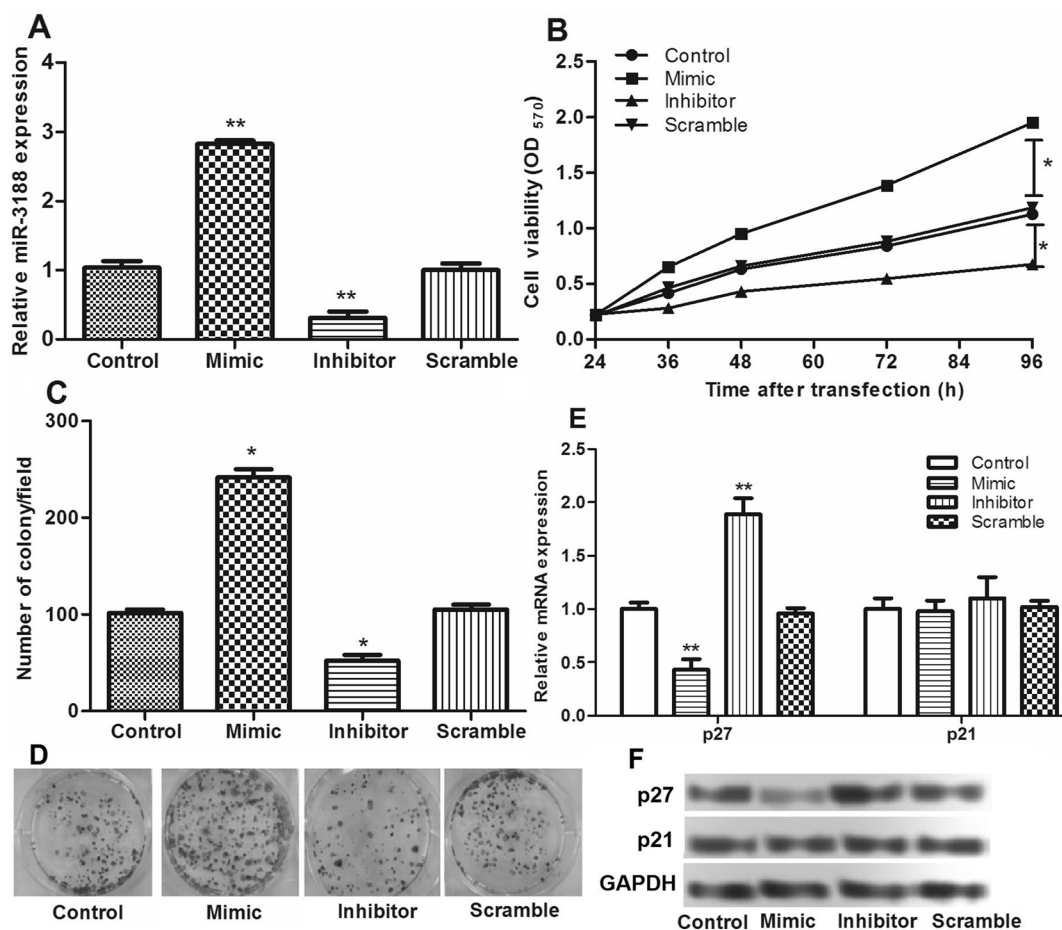 A
Relative miR-3188 expression
4
3
2
1
0
**
**
Control Mimic Inhibitor Scramble
B
Control
Mimic
Inhibitor
Scramble
Cell viability (OD 570)
2.5
2.0
1.5
1.0
0.5
0.0
*
*
24 36 48 60 72 84 96
Time after transfection (h)
C
Number of colony/field
300
200
100
0
*
*
Control Mimic Inhibitor Scramble
E
Relative mRNA expression
2.5
2.0
1.5
1.0
0.5
0.0
**
**
Control
Mimic
Inhibitor
Scramble
p27 p21
D
Control Mimic Inhibitor Scramble
F
p27
p21
GAPDH
Control Mimic Inhibitor Scramble